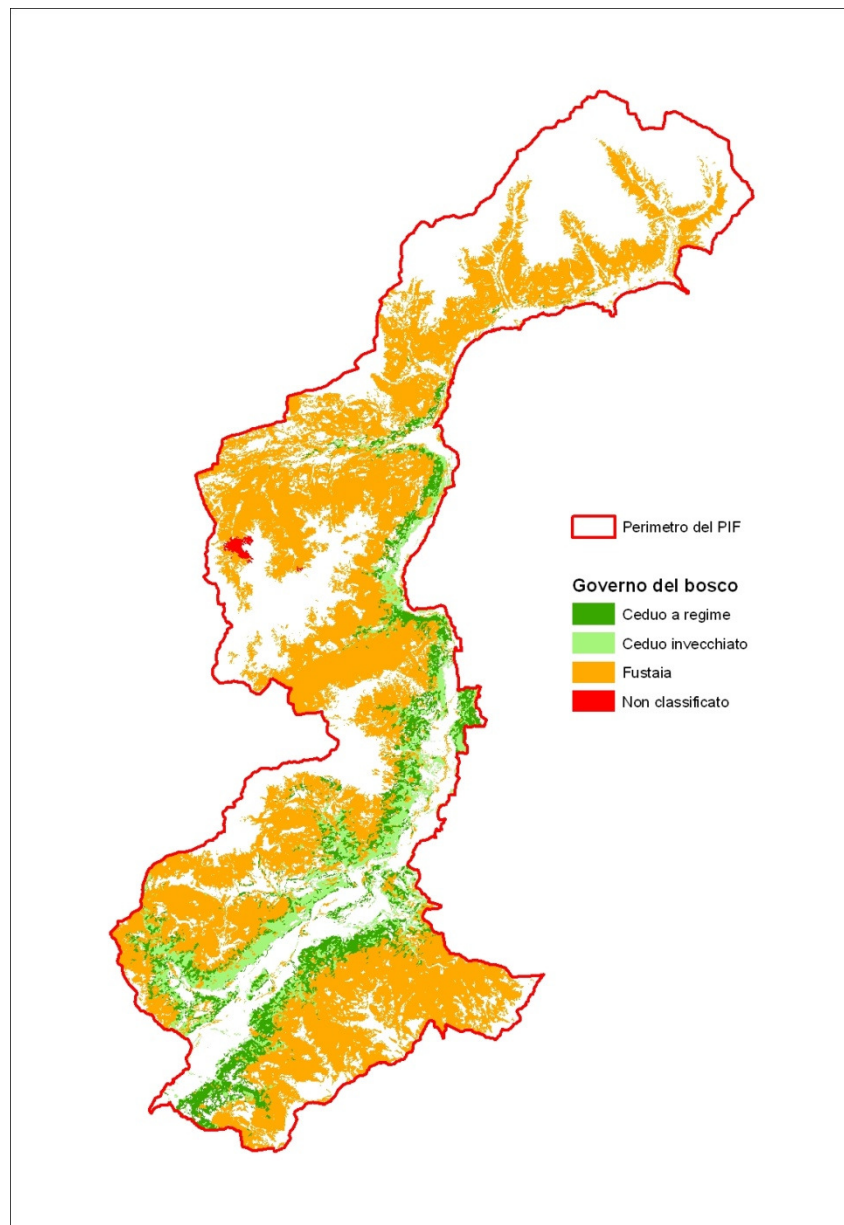 Perimetro del PIF
Governo del bosco
Ceduo a regime
Ceduo invecchiato
Fustaia
Non classificato